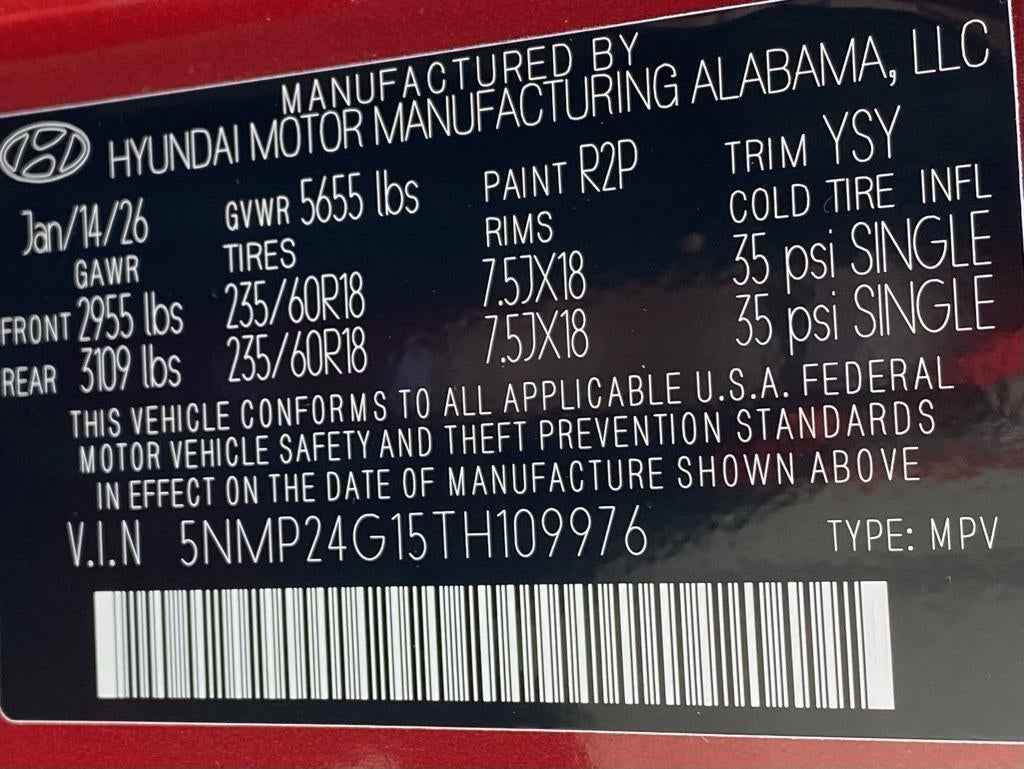 MANUFACTURED BY
HYUNDAI MOTOR MANUFACTURING ALABAMA, LLC
Jan/14/26 GVWR 5655 lbs PAINT R2P TRIM YSY
GAWR TIRES RIMS COLD TIRE INFL
FRONT 2955 lbs 235/60R18 7.5JX18 35 psi SINGLE
REAR 3109 lbs 235/60R18 7.5JX18 35 psi SINGLE
THIS VEHICLE CONFORMS TO ALL APPLICABLE U.S.A. FEDERAL
MOTOR VEHICLE SAFETY AND THEFT PREVENTION STANDARDS
IN EFFECT ON THE DATE OF MANUFACTURE SHOWN ABOVE
V.I.N 5NMP24G15TH109976 TYPE: MPV